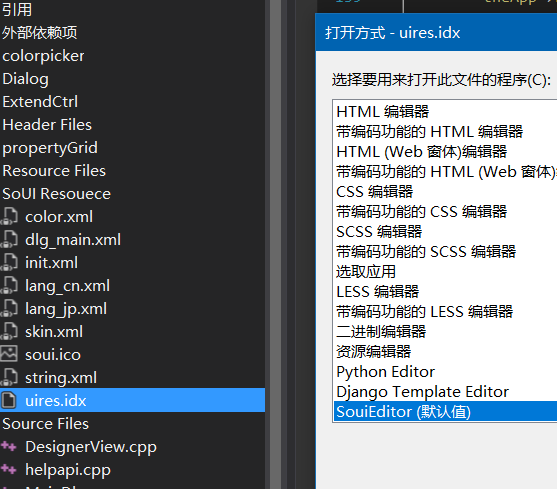 引用
外部依赖项
colorpicker
Dialog
ExtendCtrl
Header Files
propertyGrid
Resource Files
SoUI Resouece
color.xml
dlg_main.xml
init.xml
lang_cn.xml
lang_jp.xml
skin.xml
soui.ico
string.xml
uires.idx
Source Files
DesignerView.cpp
helpapi.cpp
打开方式 - uires.idx
选择要用来打开此文件的程序(C):
HTML 编辑器
带编码功能的 HTML 编辑器
HTML (Web 窗体)编辑器
带编码功能的 HTML (Web 窗体)
CSS 编辑器
带编码功能的 CSS 编辑器
SCSS 编辑器
带编码功能的 SCSS 编辑器
选取应用
LESS 编辑器
带编码功能的 LESS 编辑器
二进制编辑器
资源编辑器
Python Editor
Django Template Editor
SouiEditor (默认值)